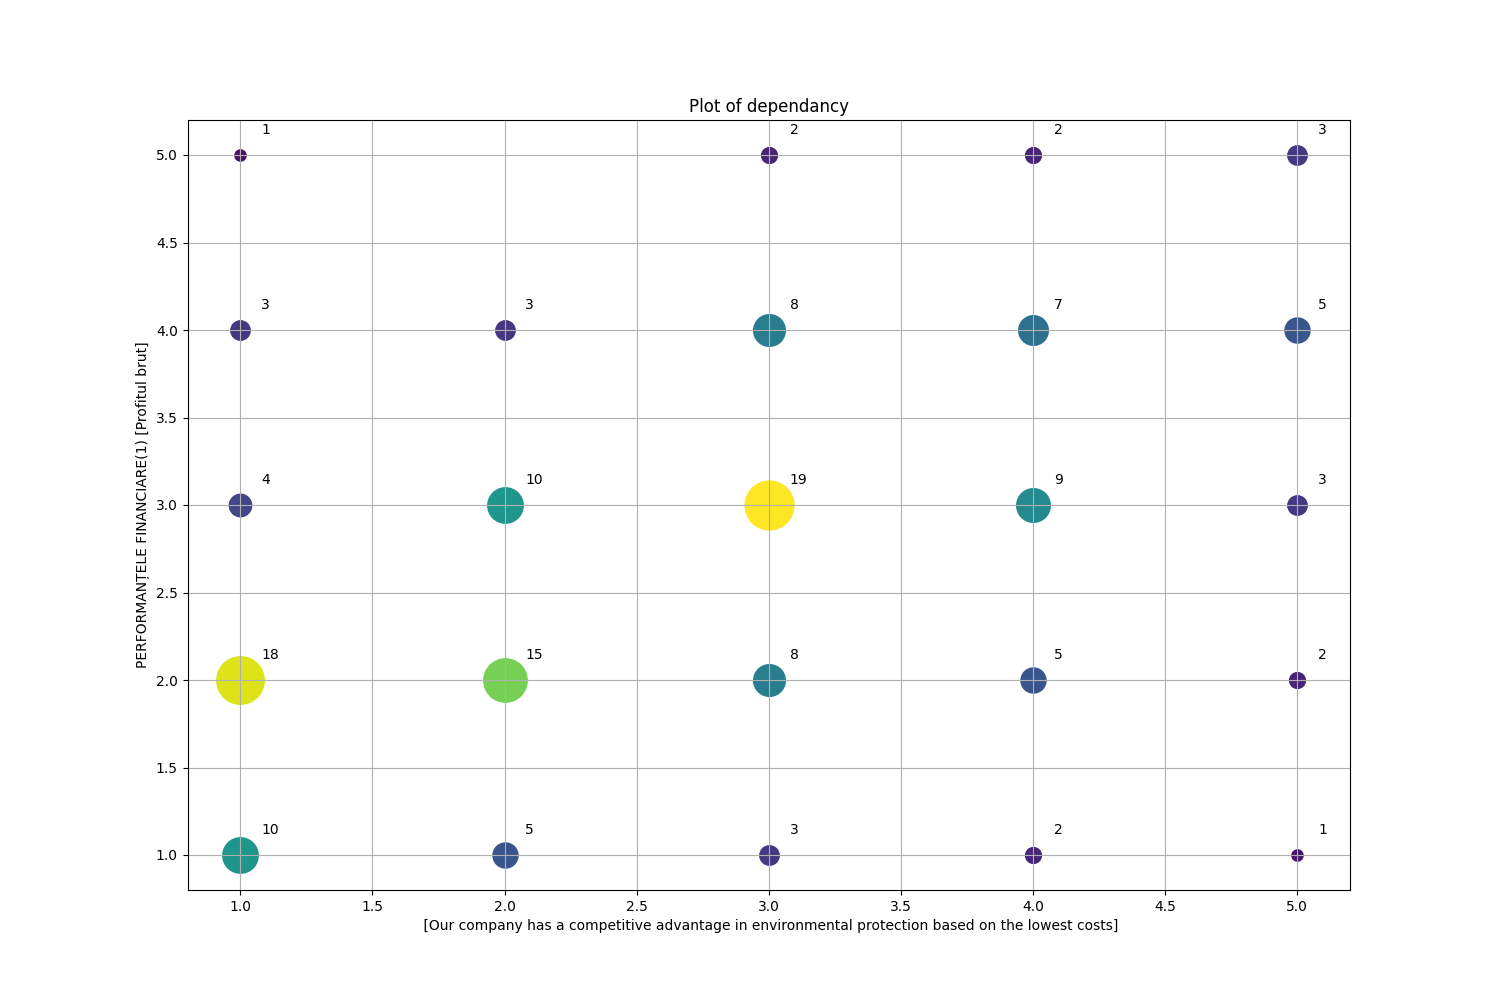 Plot of dependancy
1 2 2 3
5.0
4.5
3 3 8 7 5
4.0
3.5
4 10 19 9 3
3.0
2.5
18 15 8 5 2
2.0
1.5
10 5 3 2 1
1.0
PERFORMANȚELE FINANCIARE(1) [Profitul brut]
1.0 1.5 2.0 2.5 3.0 3.5 4.0 4.5 5.0
[Our company has a competitive advantage in environmental protection based on the lowest costs]